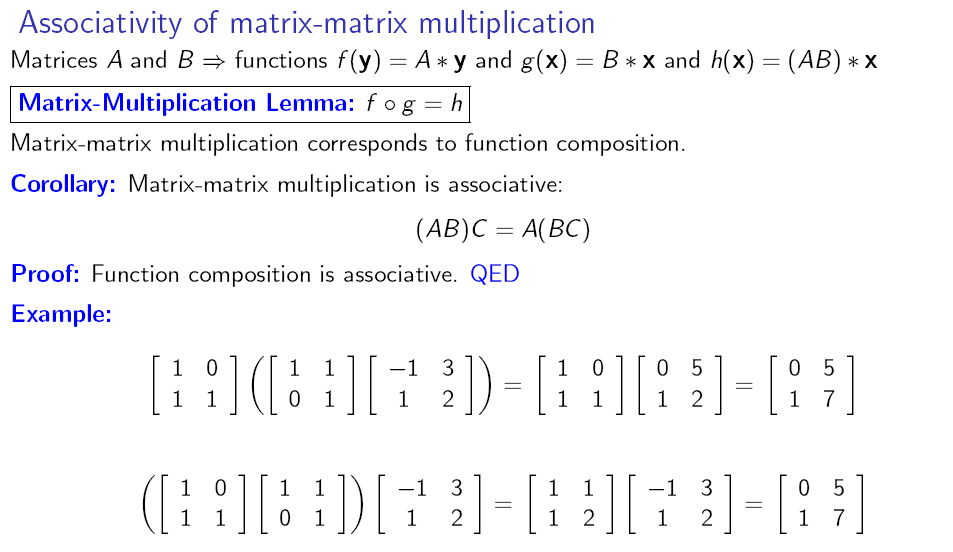 Associativity of matrix-matrix multiplication
Matrices A and B ⇒ functions f(y) = A ∗ y and g(x) = B ∗ x and h(x) = (AB) ∗ x
Matrix-Multiplication Lemma: f ∘ g = h
Matrix-matrix multiplication corresponds to function composition.
Corollary: Matrix-matrix multiplication is associative:
(AB)C = A(BC)
Proof: Function composition is associative. QED
Example:
[ 1 0 ; 1 1 ] ( [ 1 1 ; 0 1 ] [ −1 3 ; 1 2 ] ) = [ 1 0 ; 1 1 ] [ 0 5 ; 1 2 ] = [ 0 5 ; 1 7 ]
( [ 1 0 ; 1 1 ] [ 1 1 ; 0 1 ] ) [ −1 3 ; 1 2 ] = [ 1 1 ; 1 2 ] [ −1 3 ; 1 2 ] = [ 0 5 ; 1 7 ]